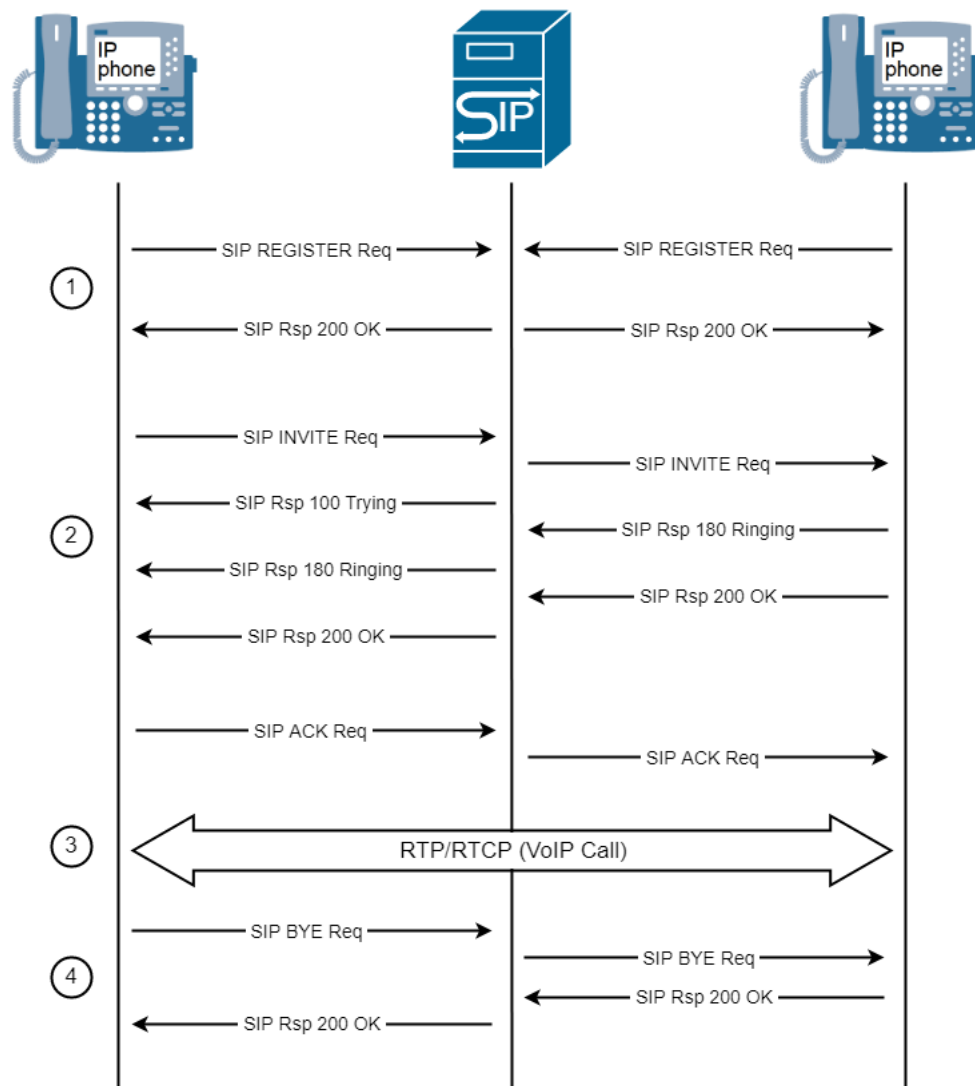 IP
phone
SIP
IP
phone
SIP REGISTER Req
SIP REGISTER Req
1
SIP Rsp 200 OK
SIP Rsp 200 OK
SIP INVITE Req
SIP INVITE Req
SIP Rsp 100 Trying
2
SIP Rsp 180 Ringing
SIP Rsp 180 Ringing
SIP Rsp 200 OK
SIP Rsp 200 OK
SIP ACK Req
SIP ACK Req
3
RTP/RTCP (VoIP Call)
SIP BYE Req
SIP BYE Req
4
SIP Rsp 200 OK
SIP Rsp 200 OK